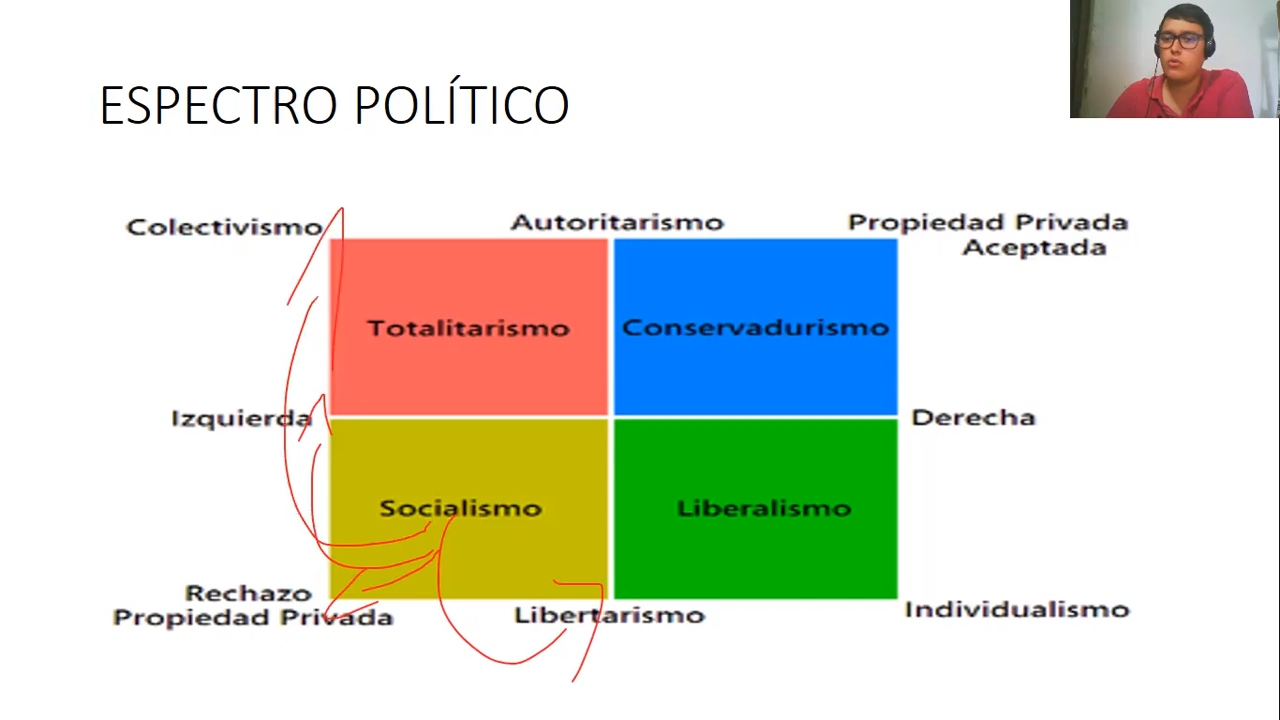 ESPECTRO POLÍTICO
Colectivismo
Autoritarismo
Propiedad Privada
Aceptada
Totalitarismo
Conservadurismo
Izquierda
Derecha
Socialismo
Liberalismo
Rechazo
Propiedad Privada
Libertarismo
Individualismo